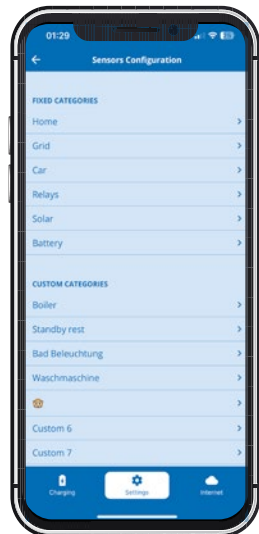 01:29
Sensors Configuration
FIXED CATEGORIES
Home
Grid
Car
Relays
Solar
Battery
CUSTOM CATEGORIES
Boiler
Standby rest
Bad Beleuchtung
Waschmaschine
🐵
Custom 6
Custom 7
Charging Settings Internet